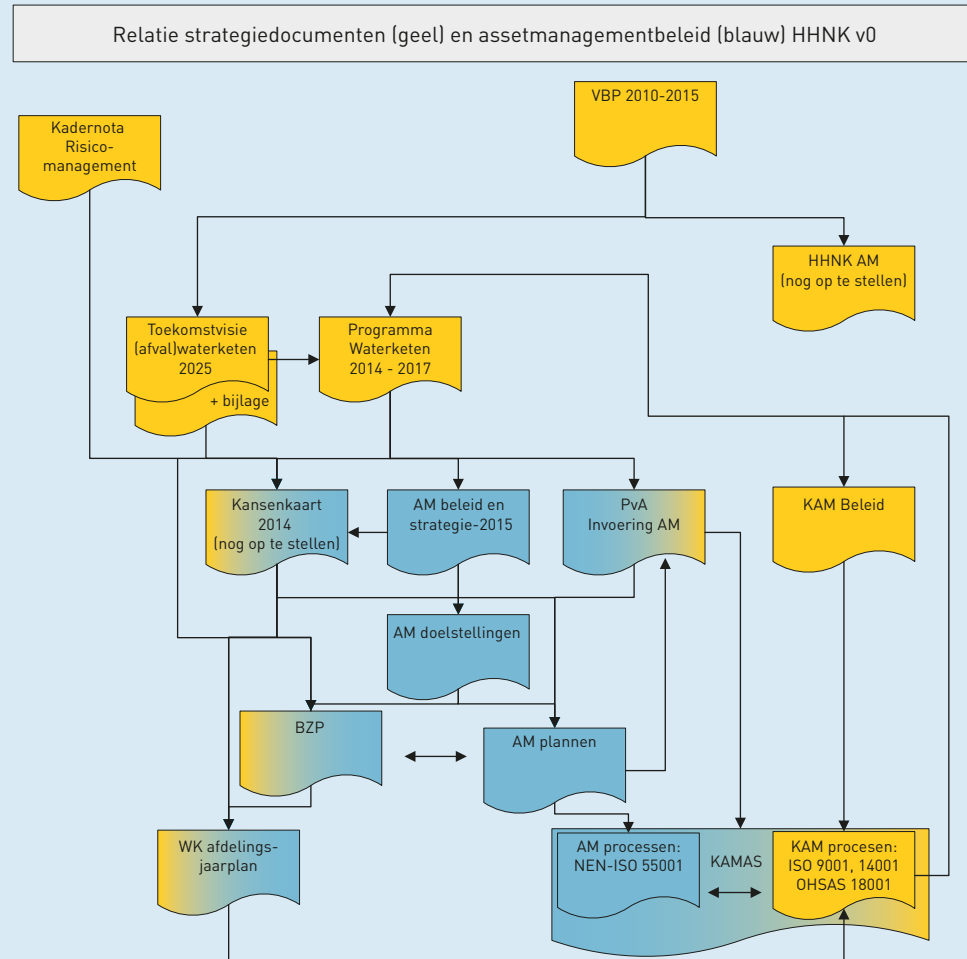 Relatie strategiedocumenten (geel) en assetmanagementbeleid (blauw) HHNK v0
VBP 2010-2015
Kadernota
Risico-
management
HHNK AM
(nog op te stellen)
Toekomstvisie
(afval)waterketen
2025
+ bijlage
Programma
Waterketen
2014 - 2017
Kansenkaart
2014
(nog op te stellen)
AM beleid en
strategie-2015
PvA
Invoering AM
KAM Beleid
AM doelstellingen
BZP
AM plannen
WK afdelings-
jaarplan
AM processen:
NEN-ISO 55001
KAMAS
KAM procesen:
ISO 9001, 14001
OHSAS 18001